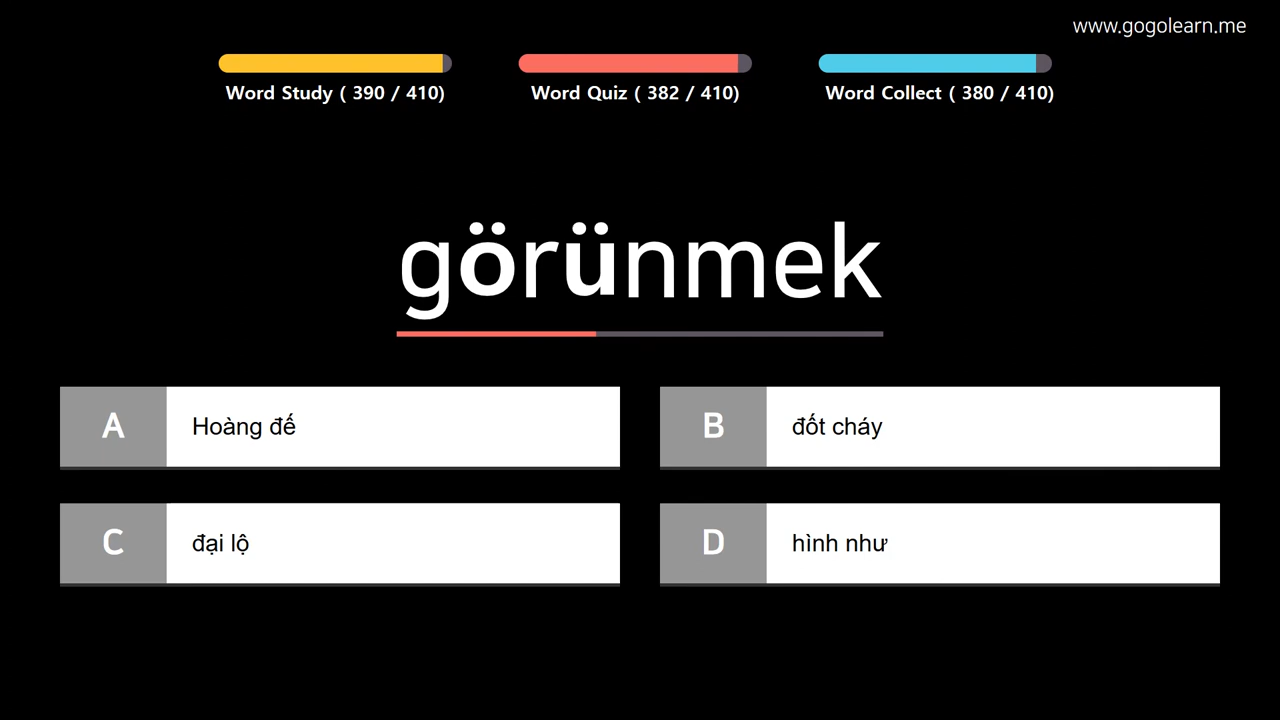 www.gogolearn.me
Word Study ( 390 / 410)
Word Quiz ( 382 / 410)
Word Collect ( 380 / 410)
görünmek
A Hoàng đế
B đốt cháy
C đại lộ
D hình như